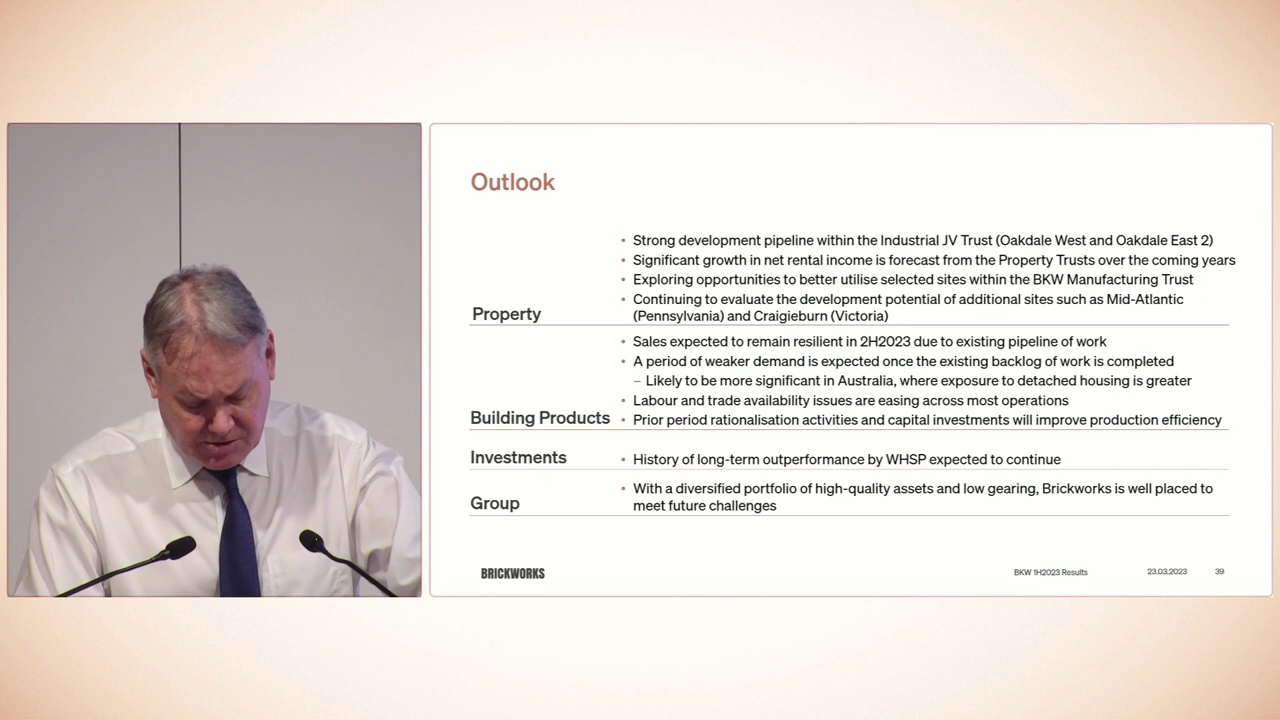 Outlook
• Strong development pipeline within the Industrial JV Trust (Oakdale West and Oakdale East 2)
• Significant growth in net rental income is forecast from the Property Trusts over the coming years
• Exploring opportunities to better utilise selected sites within the BKW Manufacturing Trust
• Continuing to evaluate the development potential of additional sites such as Mid-Atlantic
(Pennsylvania) and Craigieburn (Victoria)
Property
• Sales expected to remain resilient in 2H2023 due to existing pipeline of work
• A period of weaker demand is expected once the existing backlog of work is completed
– Likely to be more significant in Australia, where exposure to detached housing is greater
• Labour and trade availability issues are easing across most operations
Building Products
• Prior period rationalisation activities and capital investments will improve production efficiency
Investments
• History of long-term outperformance by WHSP expected to continue
• With a diversified portfolio of high-quality assets and low gearing, Brickworks is well placed to
meet future challenges
Group
BRICKWORKS
BKW 1H2023 Results
23.03.2023
39